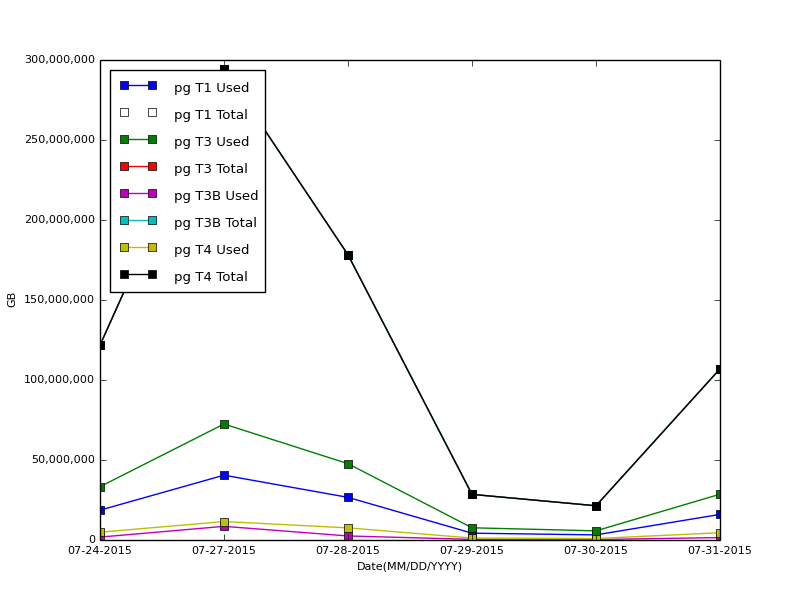 300,000,000
250,000,000
200,000,000
150,000,000
100,000,000
50,000,000
0
GB
pg T1 Used
pg T1 Total
pg T3 Used
pg T3 Total
pg T3B Used
pg T3B Total
pg T4 Used
pg T4 Total
07-24-2015 07-27-2015 07-28-2015 07-29-2015 07-30-2015 07-31-2015
Date(MM/DD/YYYY)